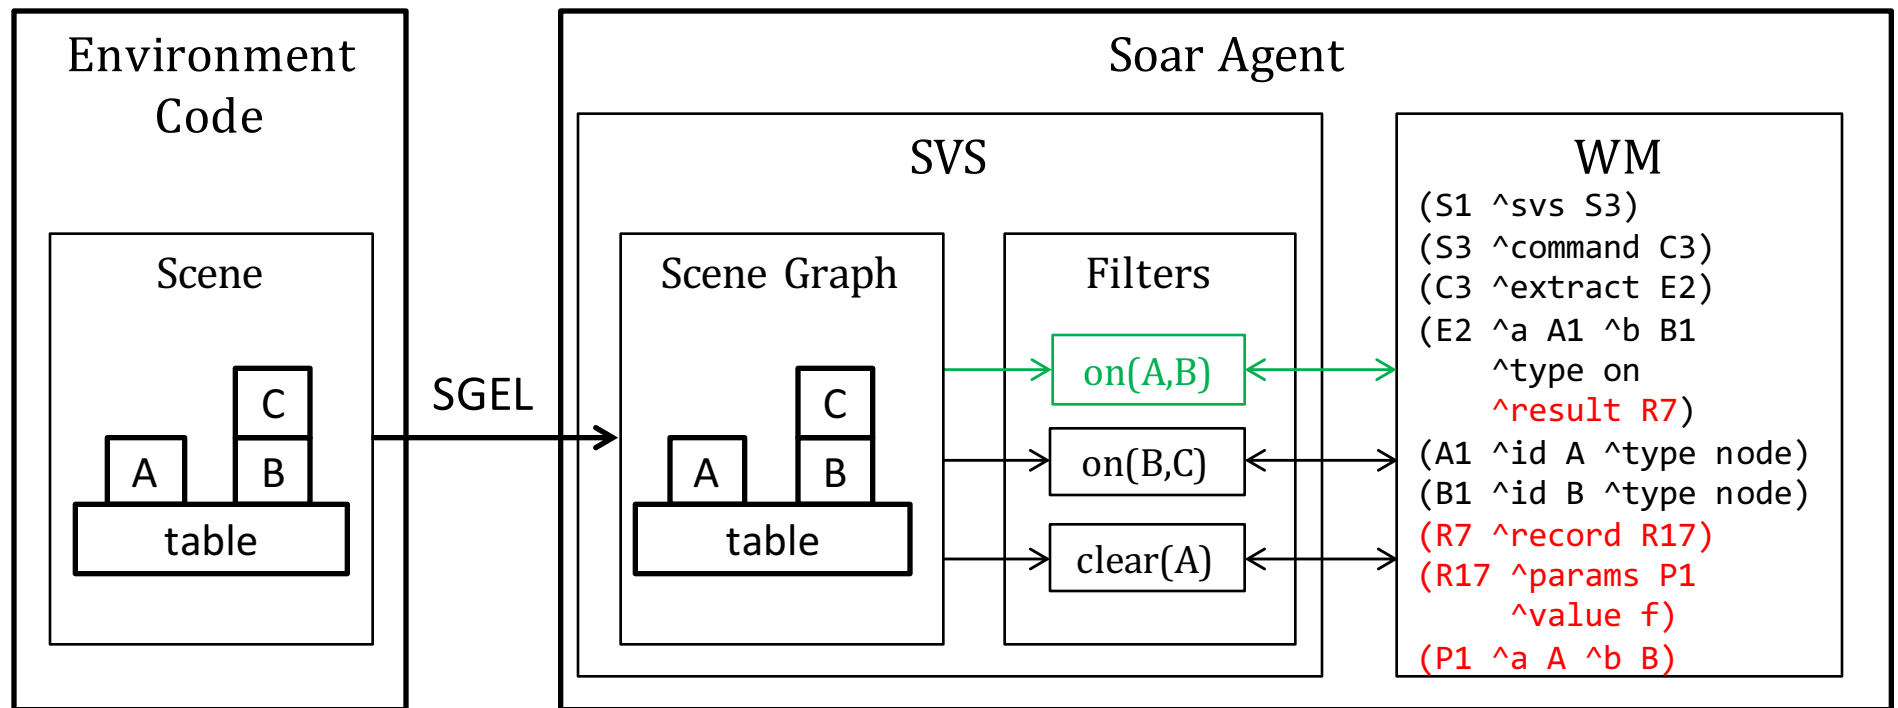 Environment
Code
Scene
C
A
B
table
SGEL
Soar Agent
SVS
Scene Graph
C
A
B
table
Filters
on(A,B)
on(B,C)
clear(A)
WM
(S1 ^svs S3)
(S3 ^command C3)
(C3 ^extract E2)
(E2 ^a A1 ^b B1
^type on
^result R7)
(A1 ^id A ^type node)
(B1 ^id B ^type node)
(R7 ^record R17)
(R17 ^params P1
^value f)
(P1 ^a A ^b B)